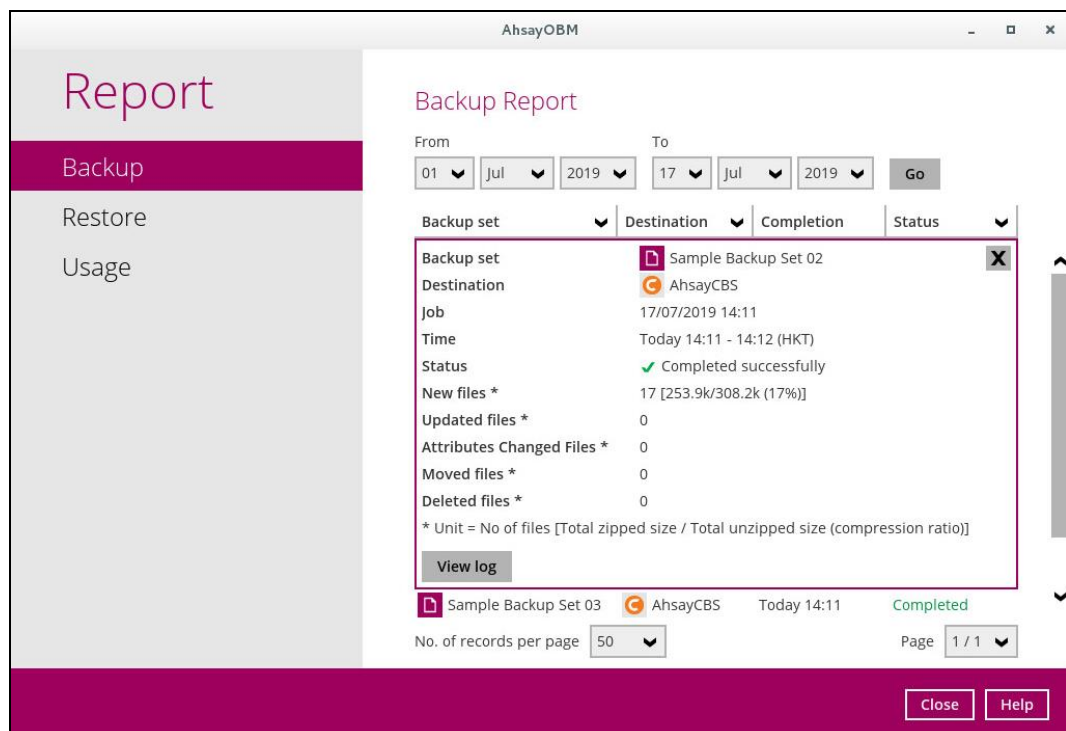 AhsayOBM
Report
Backup
Restore
Usage
Backup Report
From To
01 Jul 2019 17 Jul 2019 Go
Backup set Destination Completion Status
Backup set Sample Backup Set 02 X
Destination AhsayCBS
Job 17/07/2019 14:11
Time Today 14:11 - 14:12 (HKT)
Status Completed successfully
New files * 17 [253.9k/308.2k (17%)]
Updated files * 0
Attributes Changed Files * 0
Moved files * 0
Deleted files * 0
* Unit = No of files [Total zipped size / Total unzipped size (compression ratio)]
View log
Sample Backup Set 03 AhsayCBS Today 14:11 Completed
No. of records per page 50 Page 1 / 1
Close Help